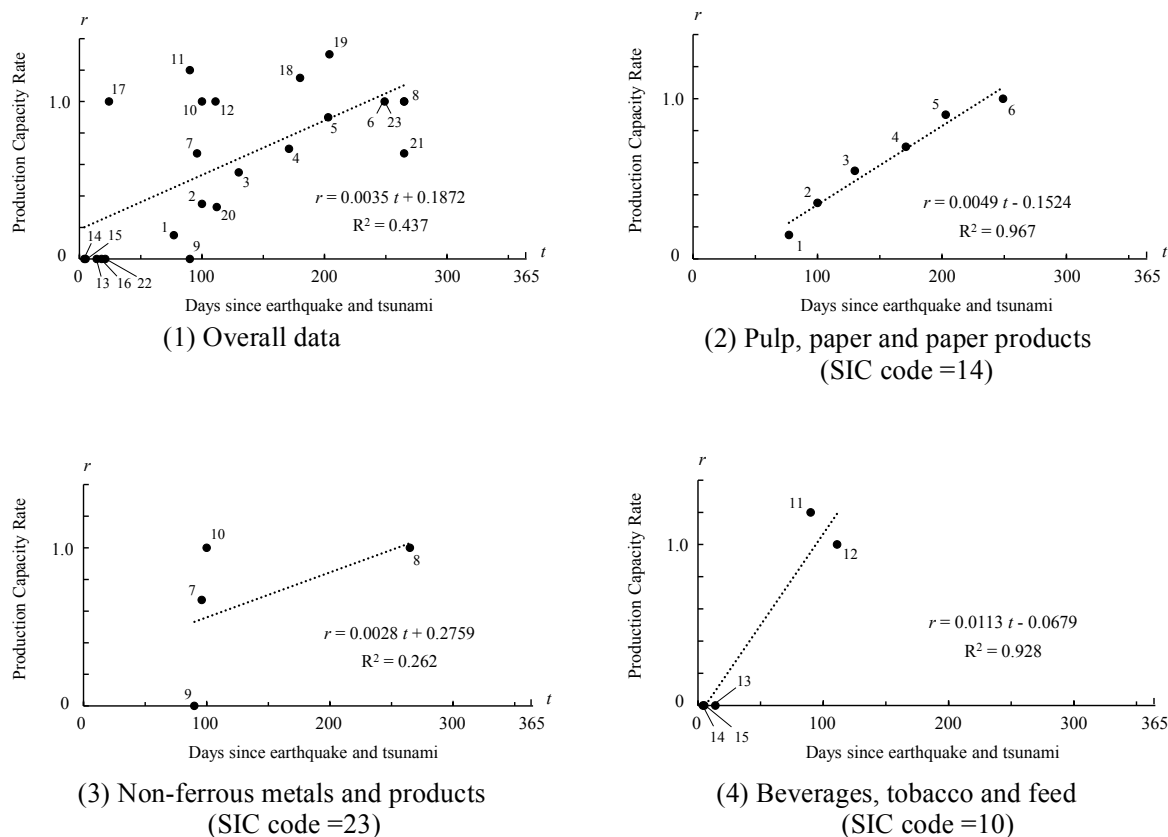 r
Production Capacity Rate
1.0
0
17
11
10
12
7
2
20
1
9
3
4
18
19
5
6
23
8
21
14
15
13
16
22
r = 0.0035 t + 0.1872
R² = 0.437
0
100
200
300
365
t
Days since earthquake and tsunami
(1) Overall data
r
Production Capacity Rate
1.0
0
1
2
3
4
5
6
r = 0.0049 t - 0.1524
R² = 0.967
0
100
200
300
365
t
Days since earthquake and tsunami
(2) Pulp, paper and paper products
(SIC code =14)
r
Production Capacity Rate
1.0
0
10
7
9
8
r = 0.0028 t + 0.2759
R² = 0.262
0
100
200
300
365
t
Days since earthquake and tsunami
(3) Non-ferrous metals and products
(SIC code =23)
r
Production Capacity Rate
1.0
0
11
12
13
14
15
r = 0.0113 t - 0.0679
R² = 0.928
0
100
200
300
365
t
Days since earthquake and tsunami
(4) Beverages, tobacco and feed
(SIC code =10)